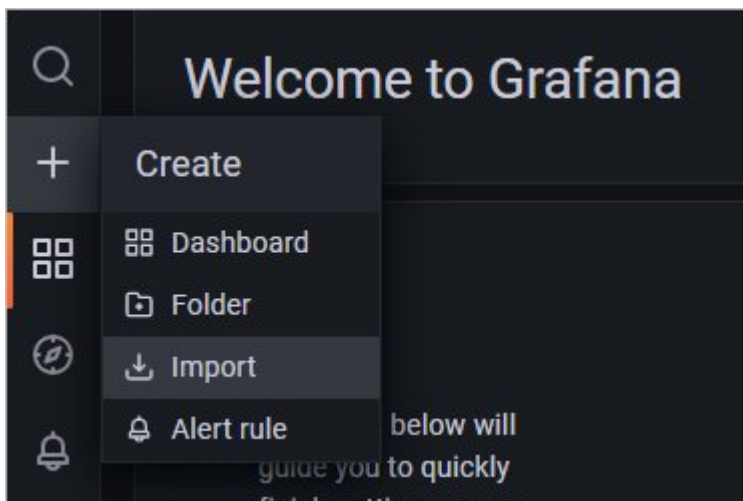 Welcome to Grafana
Create
Dashboard
Folder
Import
Alert rule
below will
guide you to quickly